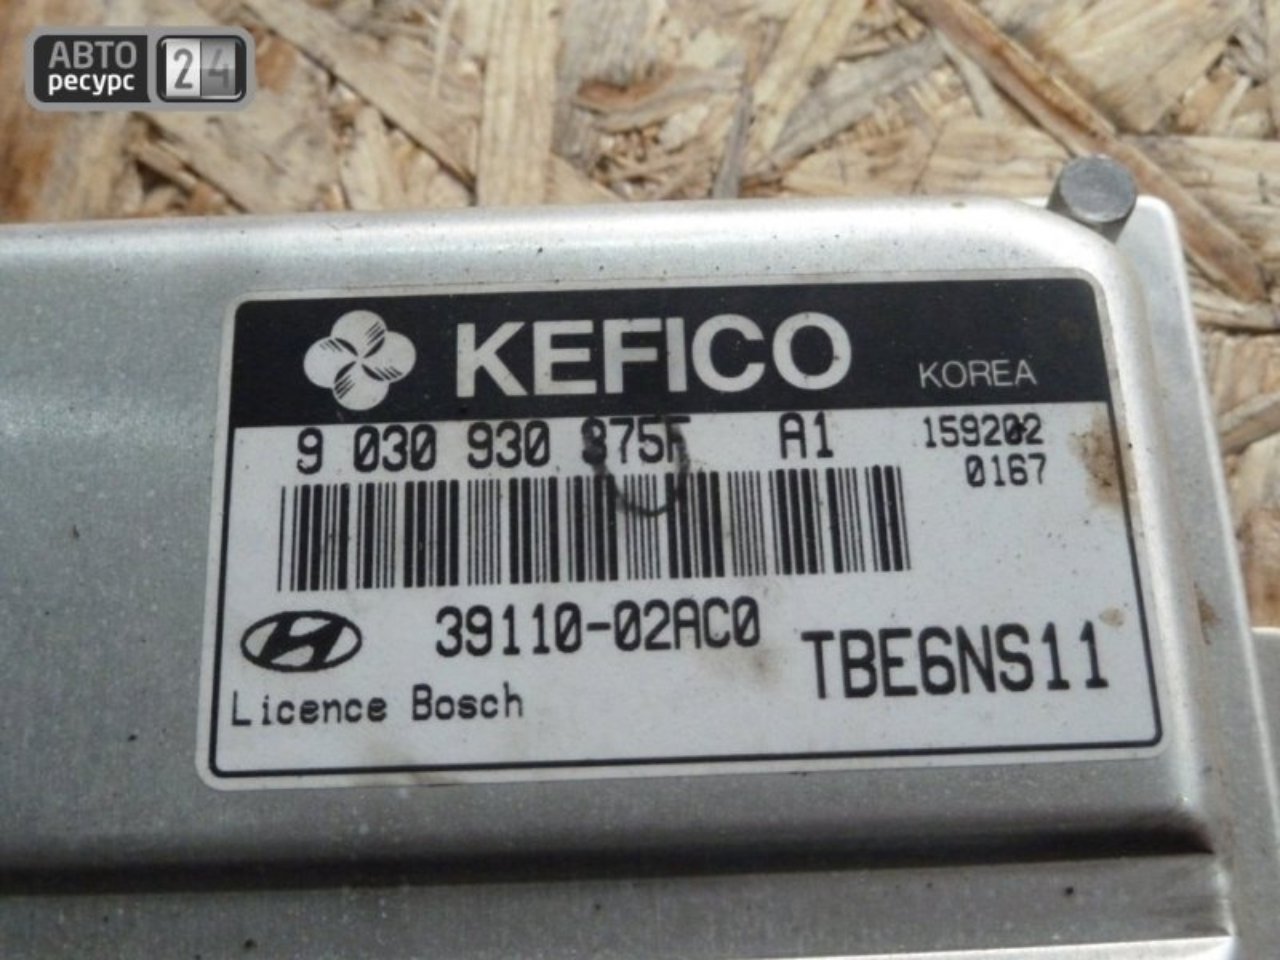 АВТО
ресурс 24
KEFICO KOREA
9 030 930 875F A1 159202
0167
39110-02AC0
TBE6NS11
Licence Bosch